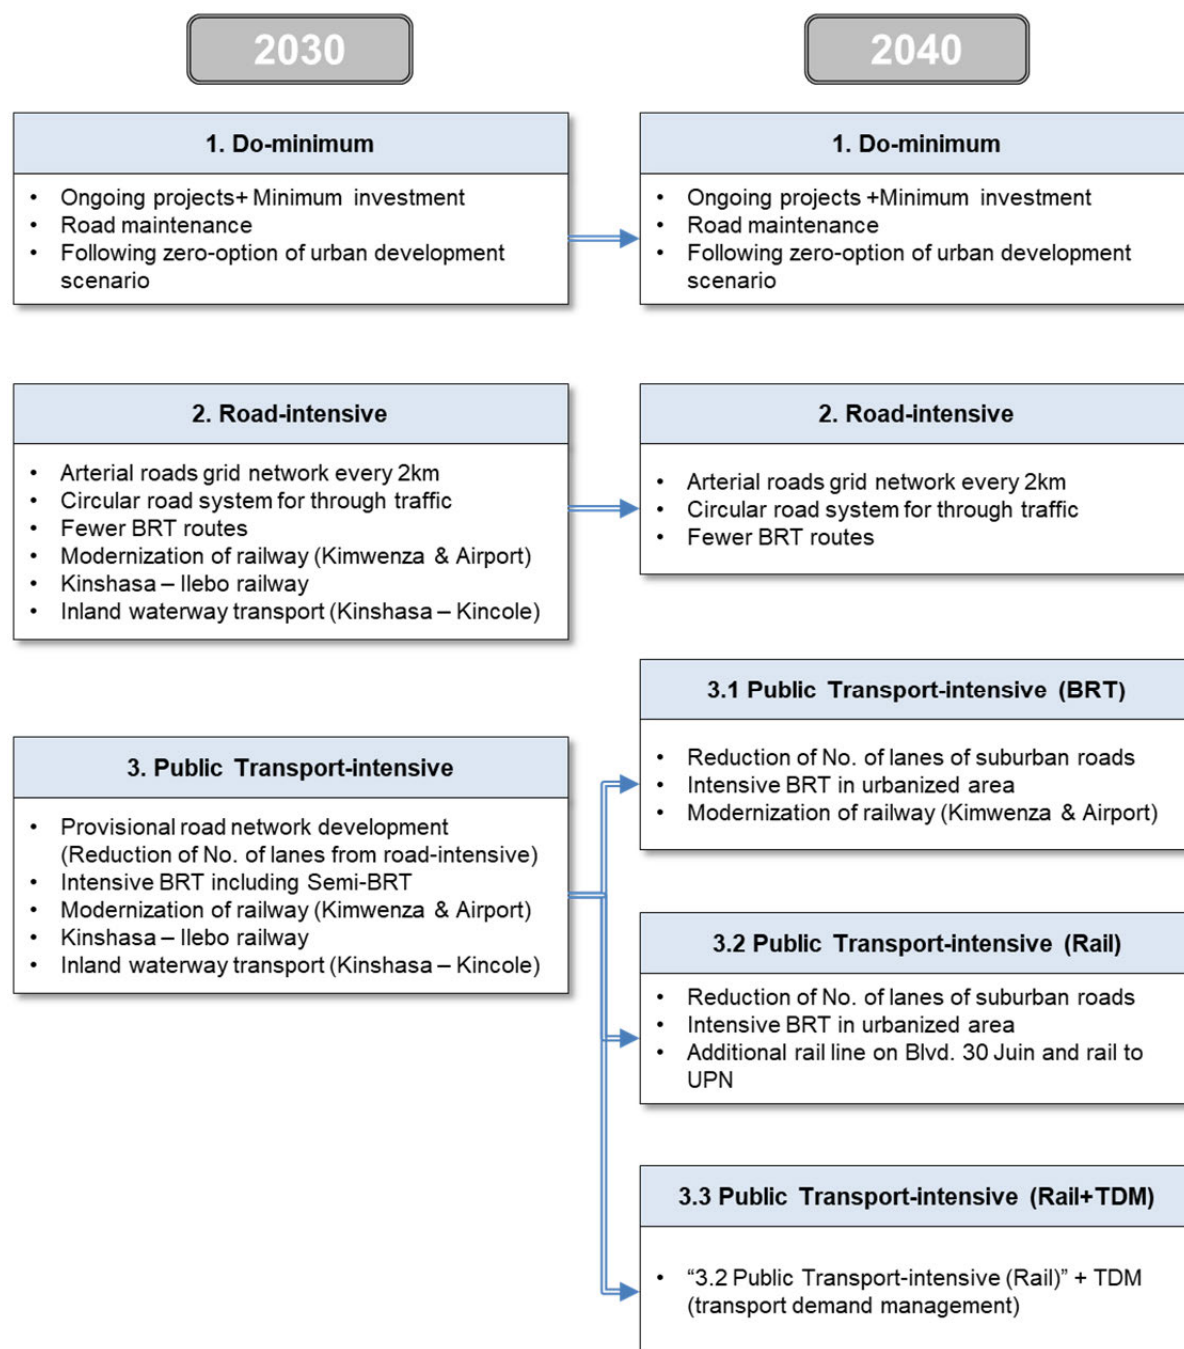 2030
2040
1. Do-minimum
• Ongoing projects+ Minimum investment
• Road maintenance
• Following zero-option of urban development
scenario
1. Do-minimum
• Ongoing projects +Minimum investment
• Road maintenance
• Following zero-option of urban development
scenario
2. Road-intensive
• Arterial roads grid network every 2km
• Circular road system for through traffic
• Fewer BRT routes
• Modernization of railway (Kimwenza & Airport)
• Kinshasa – Ilebo railway
• Inland waterway transport (Kinshasa – Kincole)
2. Road-intensive
• Arterial roads grid network every 2km
• Circular road system for through traffic
• Fewer BRT routes
3. Public Transport-intensive
• Provisional road network development
(Reduction of No. of lanes from road-intensive)
• Intensive BRT including Semi-BRT
• Modernization of railway (Kimwenza & Airport)
• Kinshasa – Ilebo railway
• Inland waterway transport (Kinshasa – Kincole)
3.1 Public Transport-intensive (BRT)
• Reduction of No. of lanes of suburban roads
• Intensive BRT in urbanized area
• Modernization of railway (Kimwenza & Airport)
3.2 Public Transport-intensive (Rail)
• Reduction of No. of lanes of suburban roads
• Intensive BRT in urbanized area
• Additional rail line on Blvd. 30 Juin and rail to
UPN
3.3 Public Transport-intensive (Rail+TDM)
• “3.2 Public Transport-intensive (Rail)” + TDM
(transport demand management)